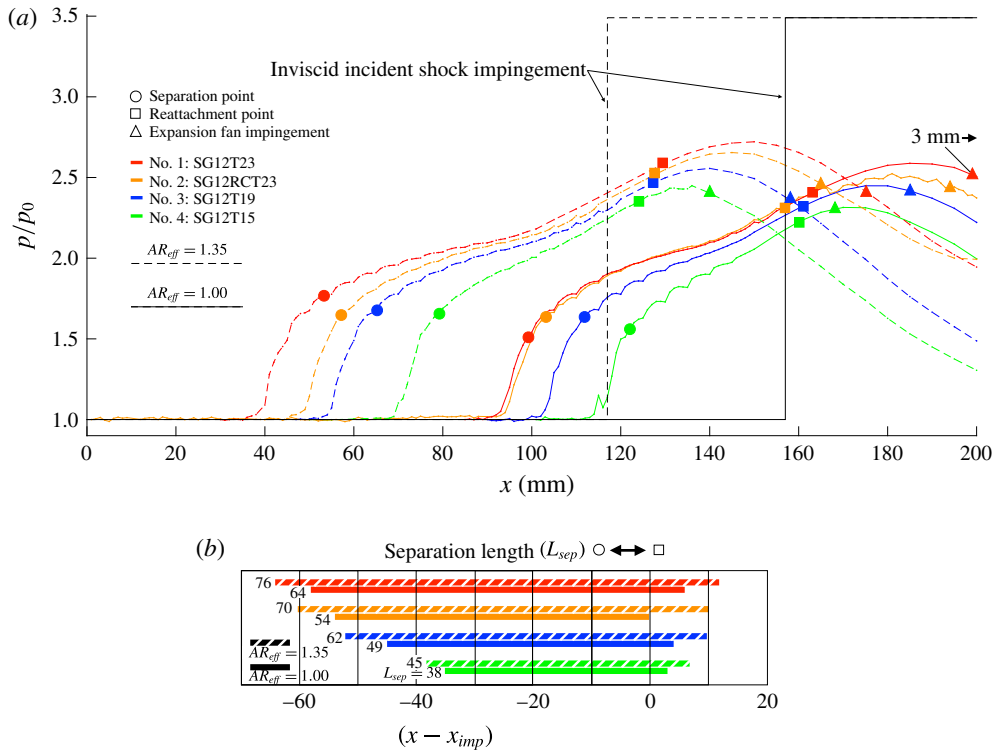 (a)
3.5
3.0
2.5
2.0
1.5
1.0
p/p0
Inviscid incident shock impingement
Separation point
Reattachment point
Expansion fan impingement
3 mm
No. 1: SG12T23
No. 2: SG12RCT23
No. 3: SG12T19
No. 4: SG12T15
AReff = 1.35
AReff = 1.00
0 20 40 60 80 100 120 140 160 180 200
x (mm)
(b)
Separation length (Lsep)
76
64
70
54
62
49
45
Lsep = 38
AReff = 1.35
AReff = 1.00
−60 −40 −20 0 20
(x − ximp)